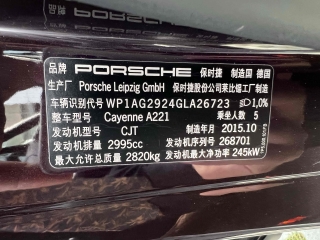 品牌 PORSCHE 保时捷 制造国 德国
生产厂 Porsche Leipzig GmbH 保时捷股份公司莱比锡工厂制造
车辆识别代号 WP1AG2924GLA26723 1,0%
整车型号 Cayenne A221 乘坐人数 5
发动机型号 CJT 制造年月 2015.10
发动机排量 2995cc 发动机序列号 268701
最大允许总质量 2820kg 发动机最大净功率 245kW